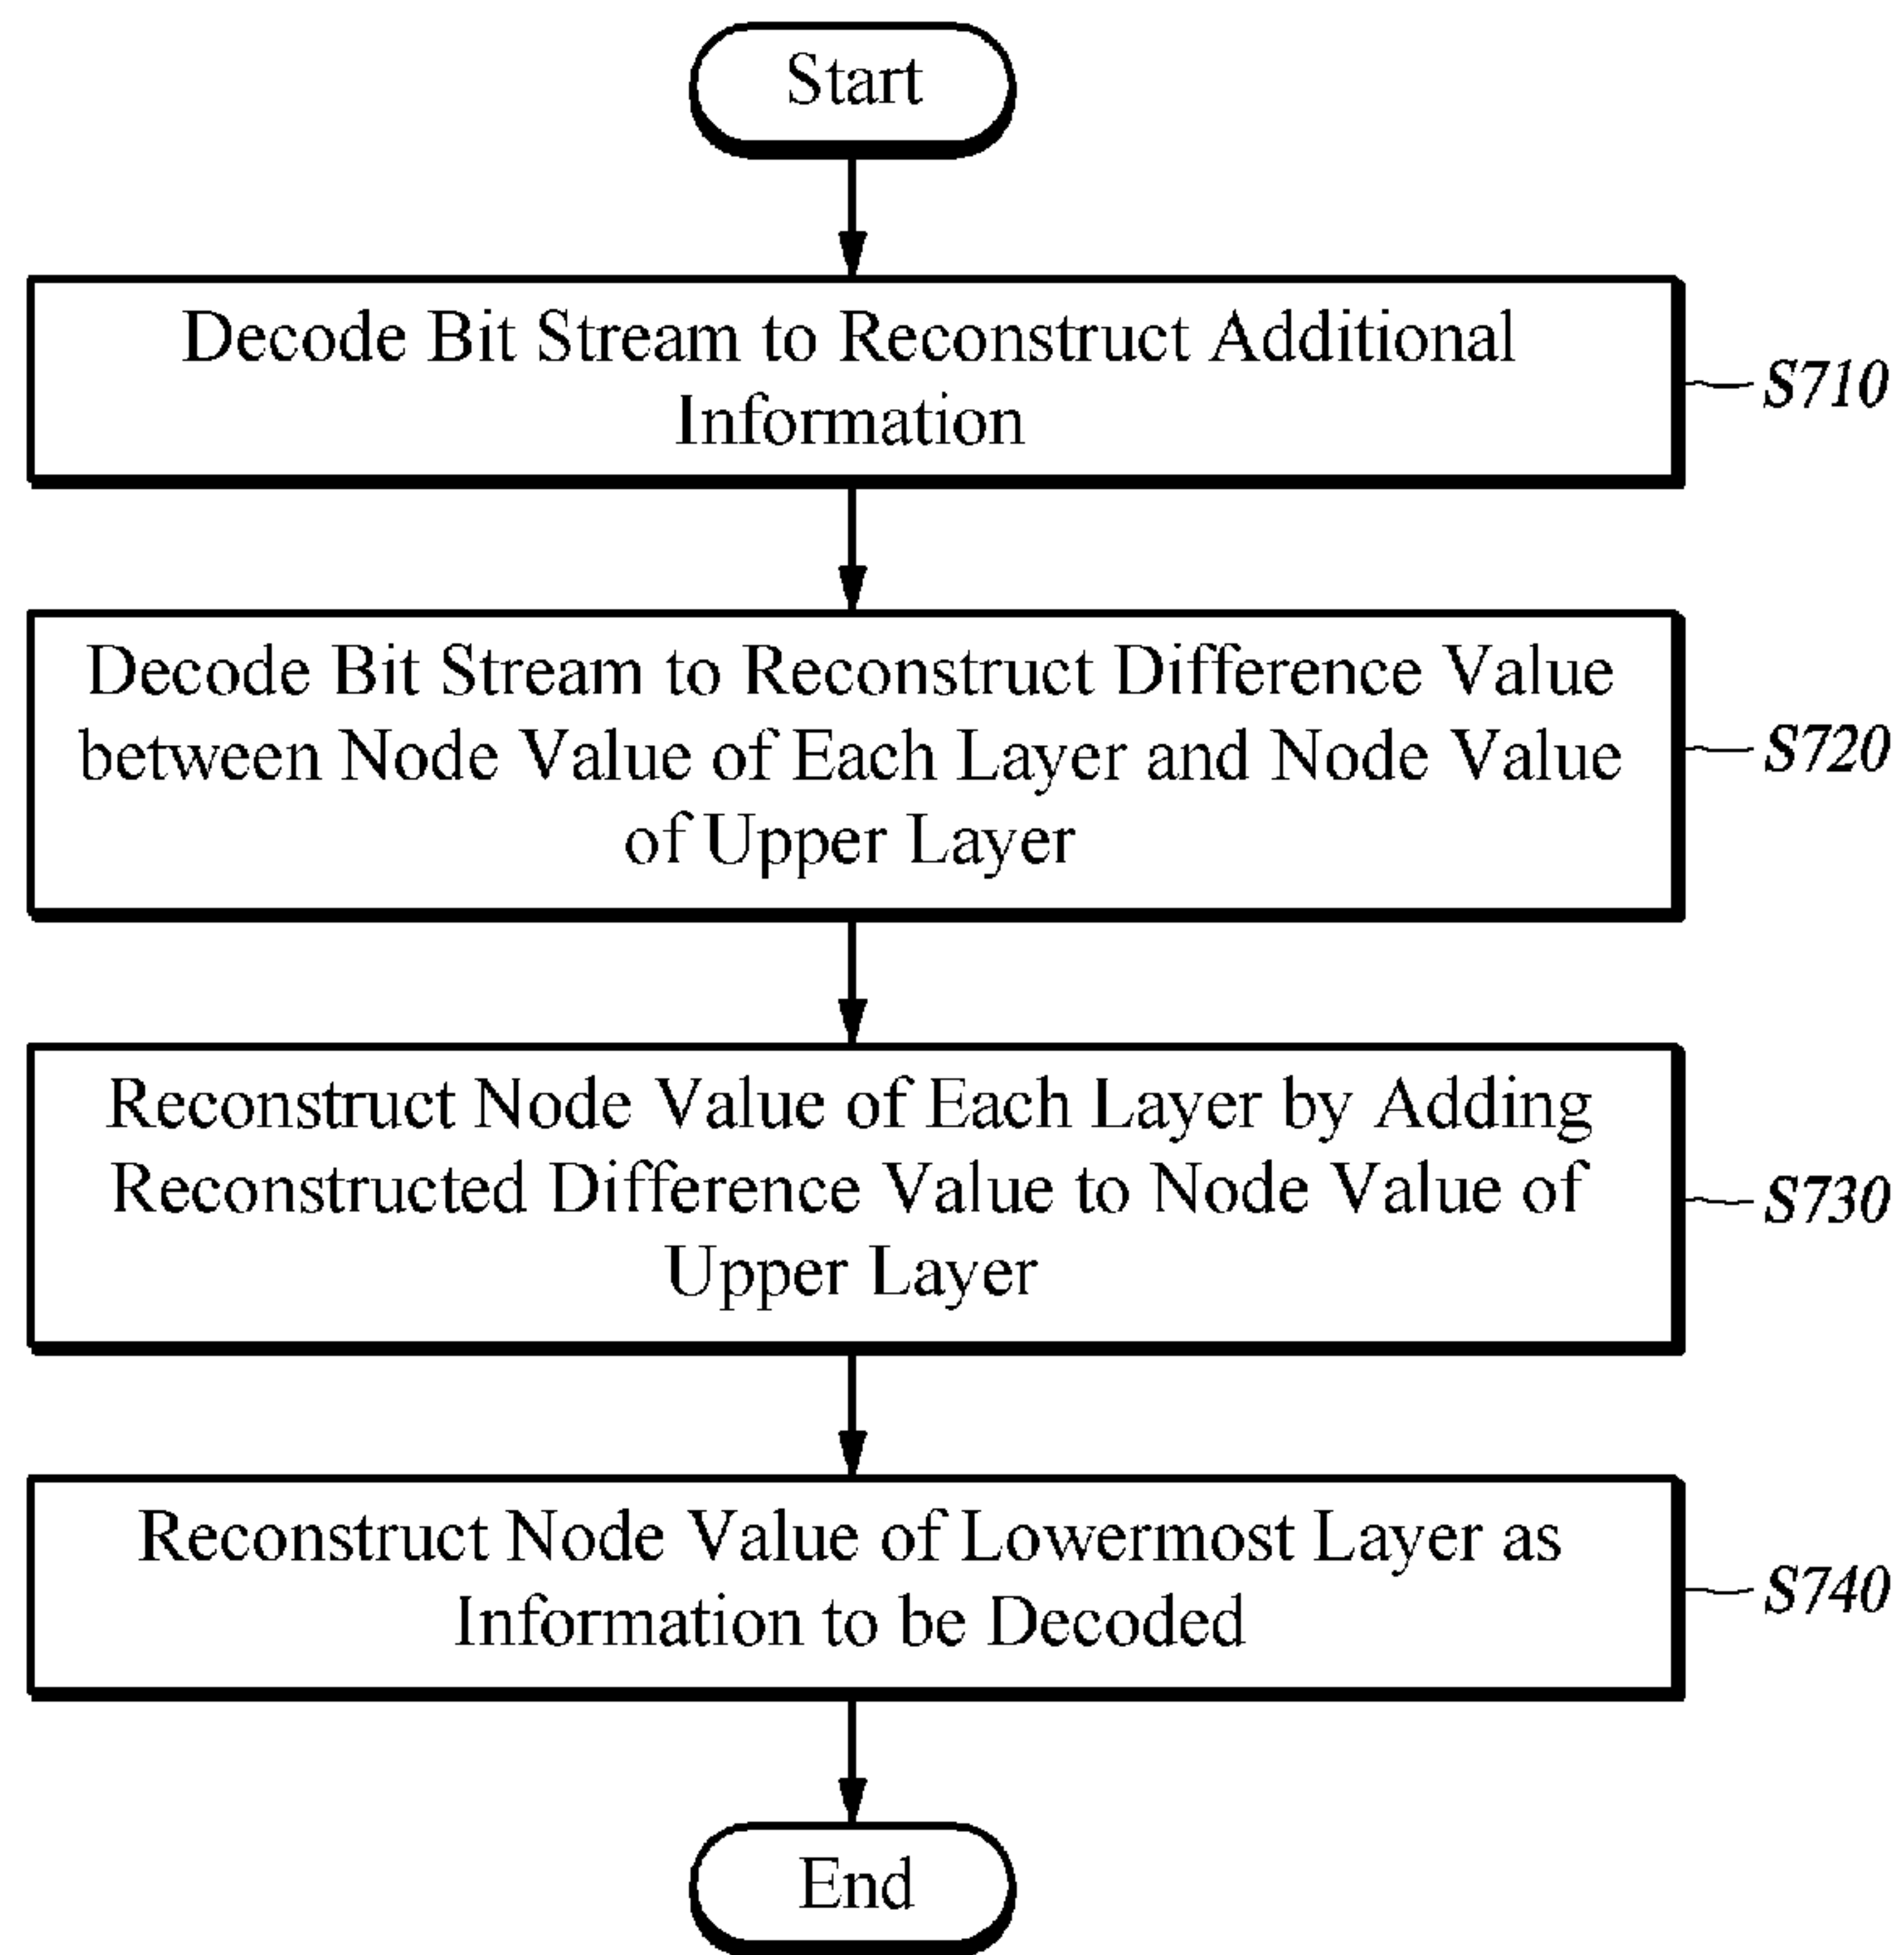 Start
Decode Bit Stream to Reconstruct Additional
Information
S710
Decode Bit Stream to Reconstruct Difference Value
between Node Value of Each Layer and Node Value
of Upper Layer
S720
Reconstruct Node Value of Each Layer by Adding
Reconstructed Difference Value to Node Value of
Upper Layer
S730
Reconstruct Node Value of Lowermost Layer as
Information to be Decoded
S740
End